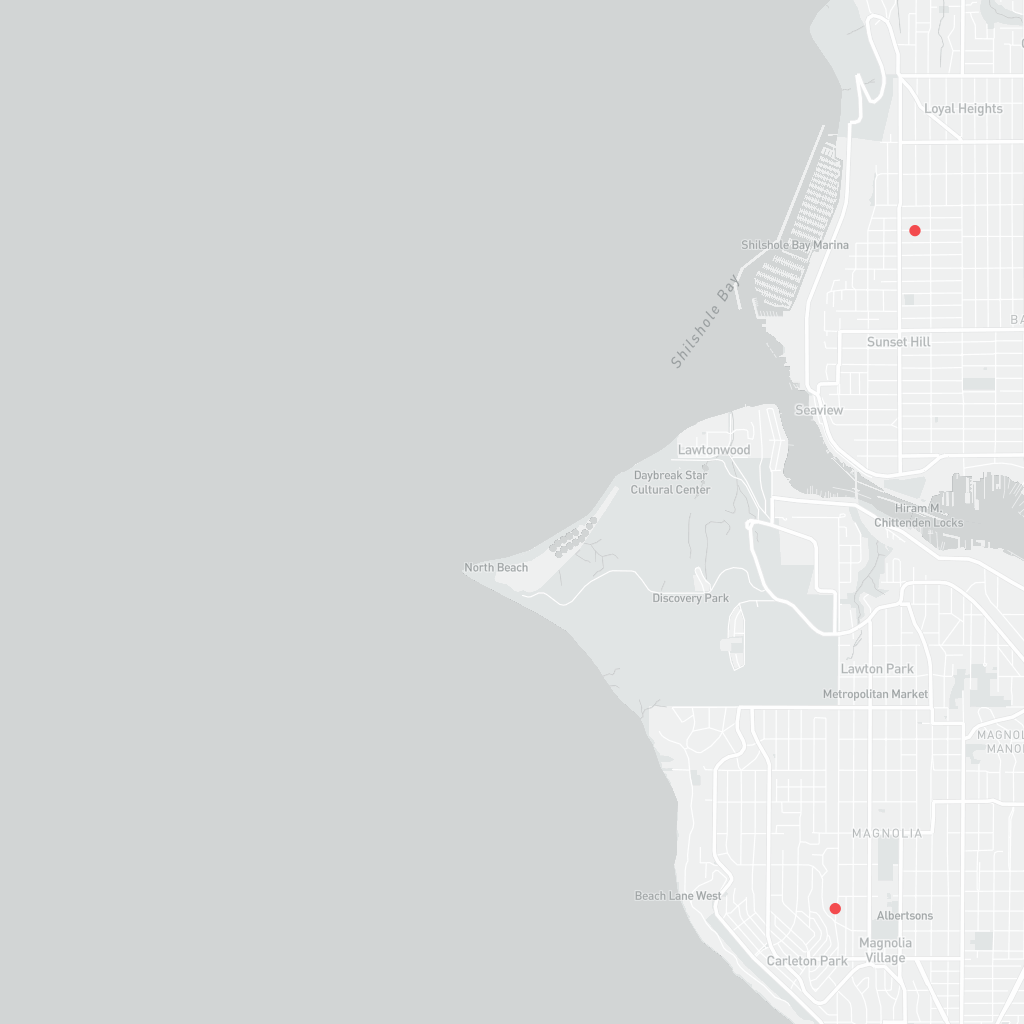 Loyal Heights
Shilshole Bay Marina
Shilshole Bay
Sunset Hill
Seaview
Lawtonwood
Daybreak Star
Cultural Center
Hiram M.
Chittenden Locks
North Beach
Discovery Park
Lawton Park
Metropolitan Market
MAGNOLIA
Beach Lane West
Albertsons
Magnolia
Village
Carleton Park